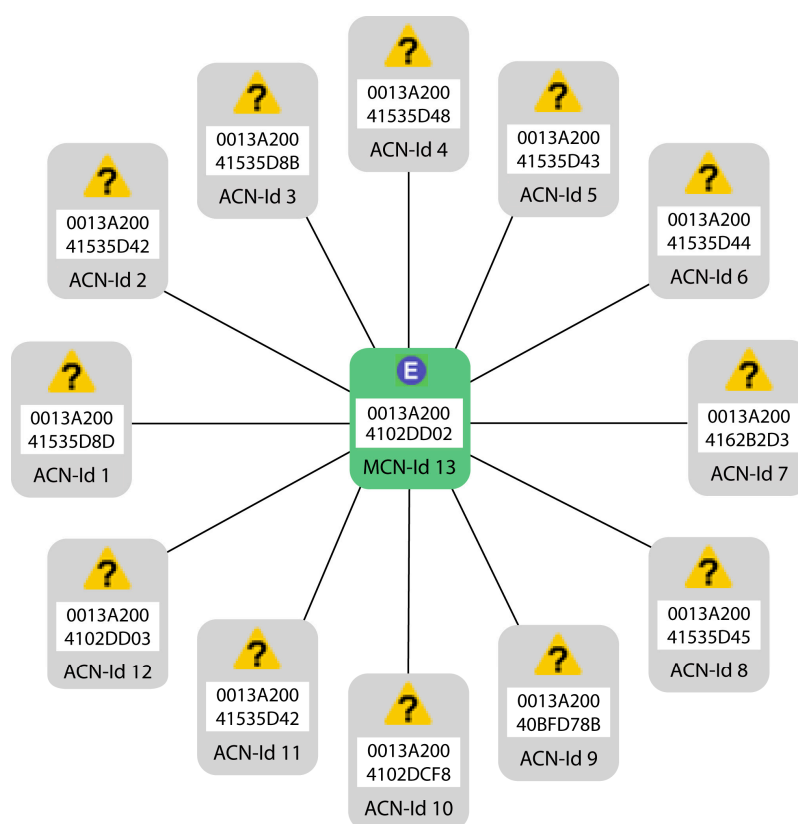 ?
0013A200
41535D48
ACN-Id 4
?
0013A200
41535D8B
ACN-Id 3
?
0013A200
41535D43
ACN-Id 5
?
0013A200
41535D42
ACN-Id 2
?
0013A200
41535D44
ACN-Id 6
?
0013A200
41535D8D
ACN-Id 1
E
0013A200
4102DD02
MCN-Id 13
?
0013A200
4162B2D3
ACN-Id 7
?
0013A200
4102DD03
ACN-Id 12
?
0013A200
41535D45
ACN-Id 8
?
0013A200
41535D42
ACN-Id 11
?
0013A200
40BFD78B
ACN-Id 9
?
0013A200
4102DCF8
ACN-Id 10